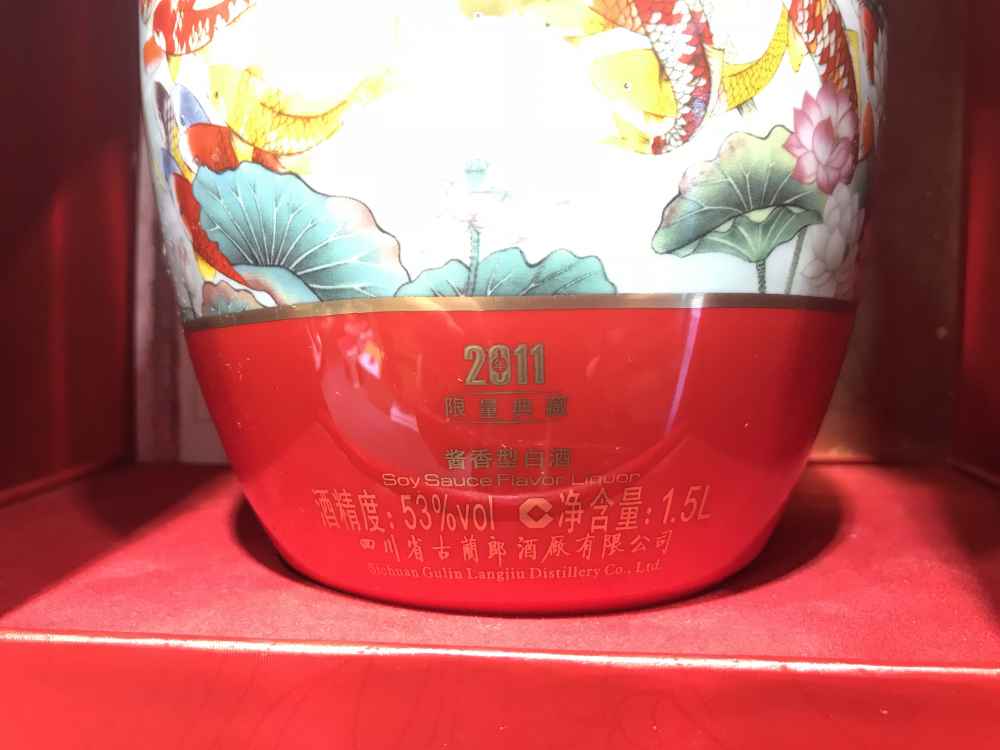 2011
年
限量典藏
酱香型白酒
Soy Sauce Flavor Liquor
酒精度: 53%vol 净含量: 1.5L
四川省古蔺郎酒厂有限公司
Sichuan Gulin Langjiu Distillery Co., Ltd.